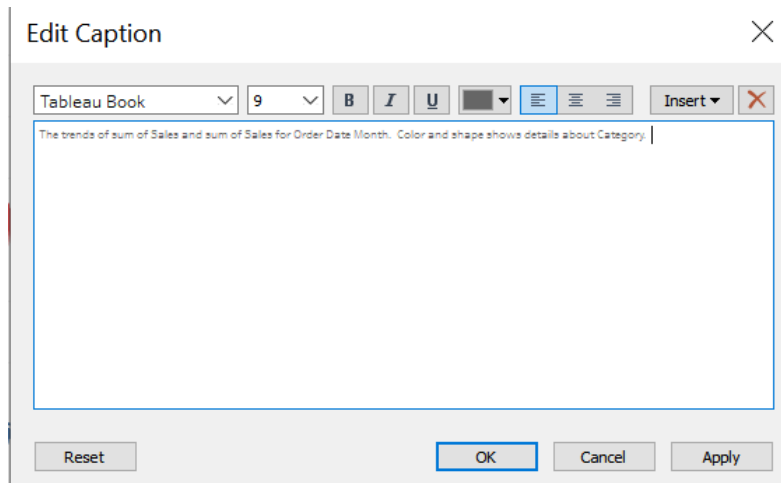 Edit Caption
Tableau Book 9 B I U Insert
The trends of sum of Sales and sum of Sales for Order Date Month. Color and shape shows details about Category.
Reset OK Cancel Apply